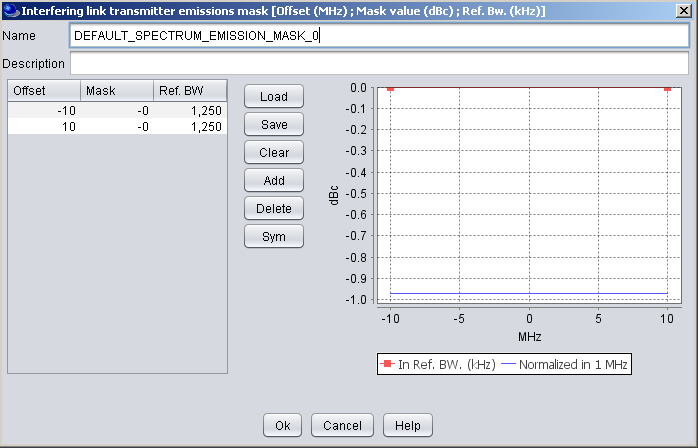 Interfering link transmitter emissions mask [Offset (MHz) ; Mask value (dBc) ; Ref. Bw. (kHz)]
Name DEFAULT_SPECTRUM_EMISSION_MASK_0
Description
Offset Mask Ref. BW
-10 -0 1,250
10 -0 1,250
Load
Save
Clear
Add
Delete
Sym
0.0
-0.1
-0.2
-0.3
-0.4
-0.5
-0.6
-0.7
-0.8
-0.9
-1.0
dBc
-10 -5 0 5 10
MHz
In Ref. BW. (kHz) Normalized in 1 MHz
Ok Cancel Help